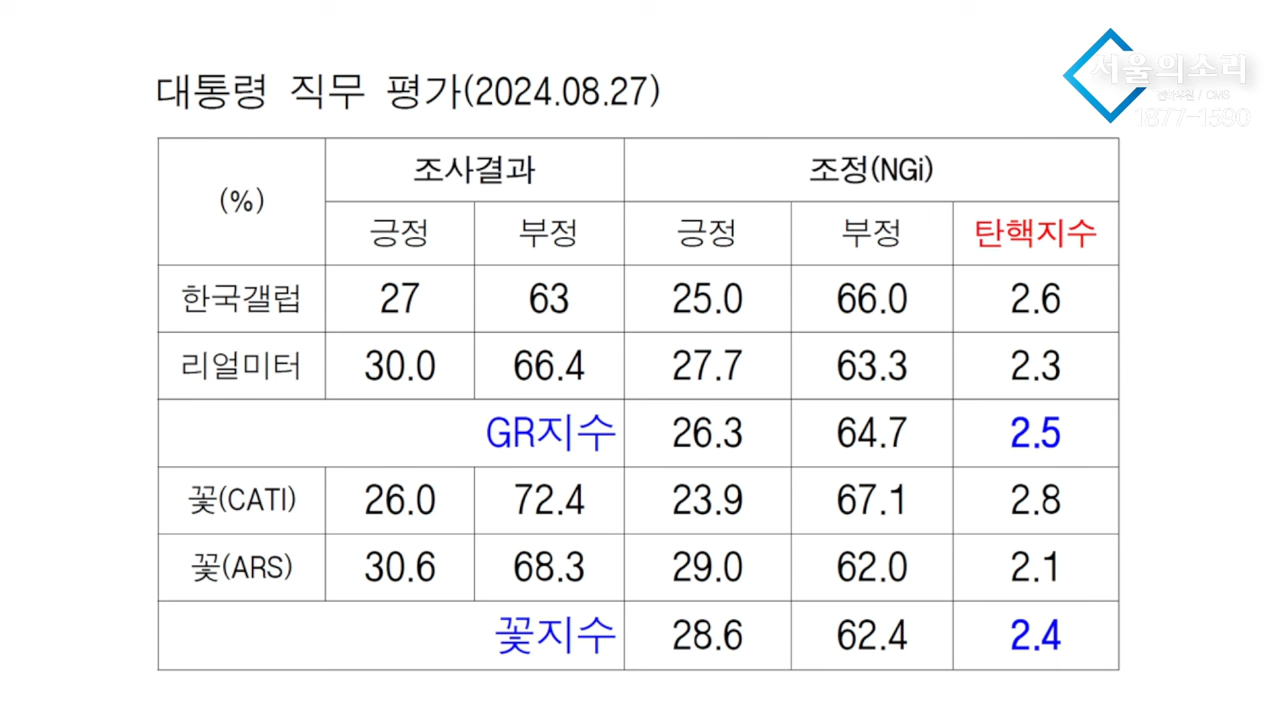 서울의소리
1877-1590
대통령 직무 평가(2024.08.27)
(%) 조사결과 조정(NGi)
긍정 부정 긍정 부정 탄핵지수
한국갤럽 27 63 25.0 66.0 2.6
리얼미터 30.0 66.4 27.7 63.3 2.3
GR지수 26.3 64.7 2.5
꽃(CATI) 26.0 72.4 23.9 67.1 2.8
꽃(ARS) 30.6 68.3 29.0 62.0 2.1
꽃지수 28.6 62.4 2.4